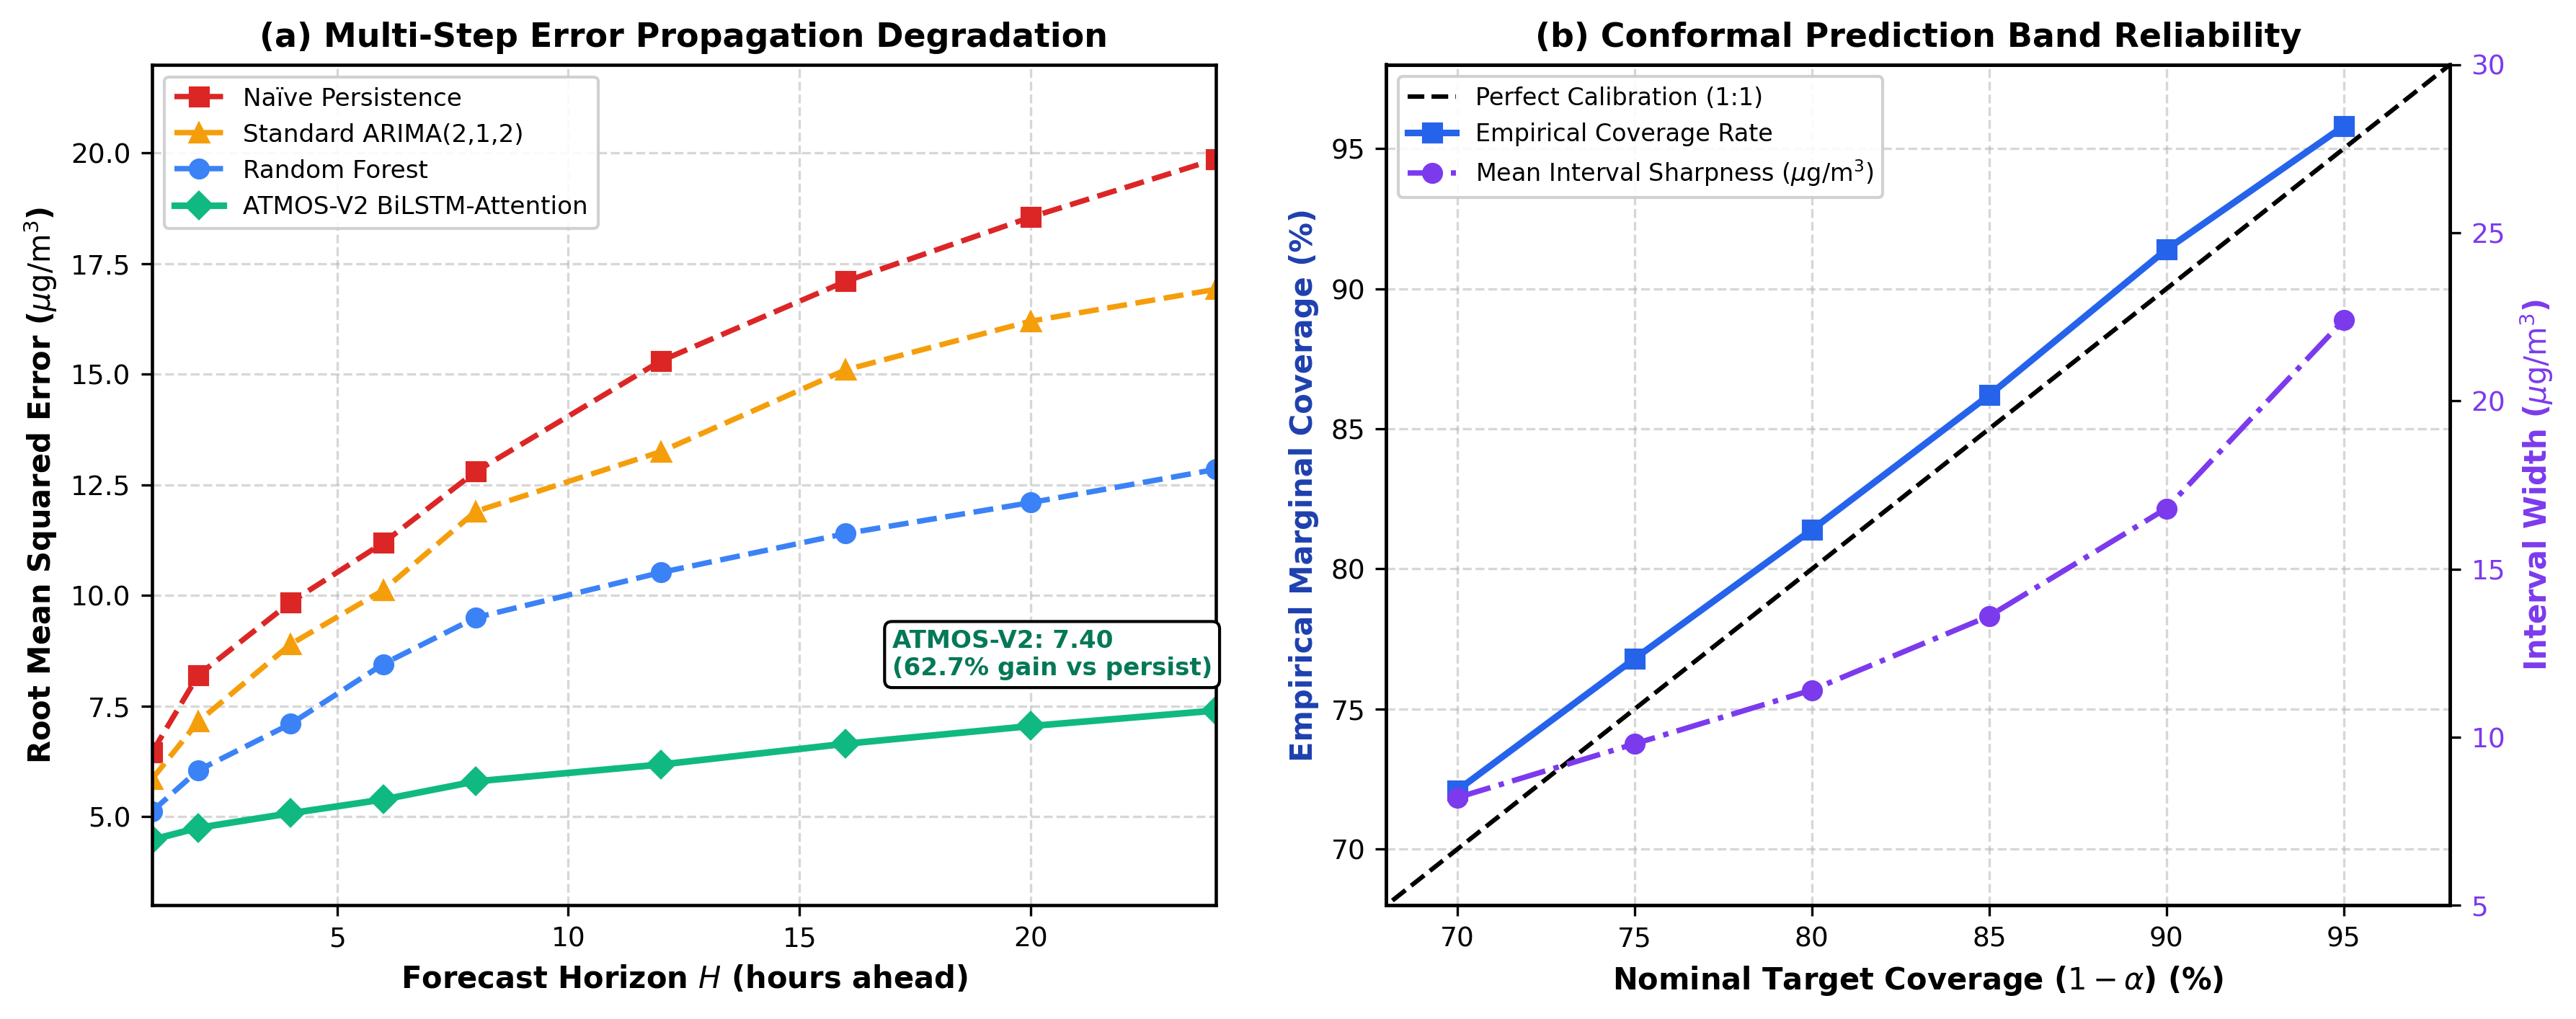 (a) Multi-Step Error Propagation Degradation
Naïve Persistence
Standard ARIMA(2,1,2)
Random Forest
ATMOS-V2 BiLSTM-Attention
20.0
17.5
15.0
12.5
10.0
7.5
5.0
Root Mean Squared Error (μg/m³)
ATMOS-V2: 7.40
(62.7% gain vs persist)
5
10
15
20
Forecast Horizon H (hours ahead)
(b) Conformal Prediction Band Reliability
Perfect Calibration (1:1)
Empirical Coverage Rate
Mean Interval Sharpness (μg/m³)
95
90
85
80
75
70
Empirical Marginal Coverage (%)
70
75
80
85
90
95
Nominal Target Coverage (1 − α) (%)
30
25
20
15
10
5
Interval Width (μg/m³)